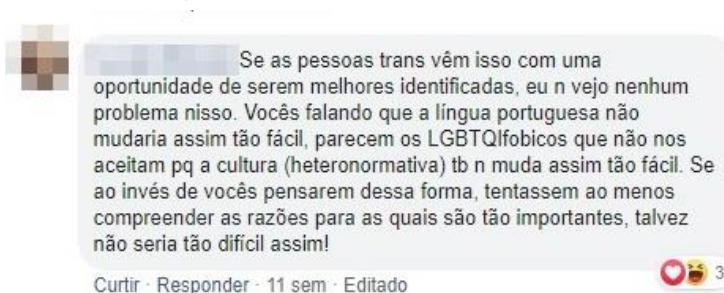 Se as pessoas trans vêm isso com uma
oportunidade de serem melhores identificadas, eu n vejo nenhum
problema nisso. Vocês falando que a língua portuguesa não
mudaria assim tão fácil, parecem os LGBTQIfobicos que não nos
aceitam pq a cultura (heteronormativa) tb n muda assim tão fácil. Se
ao invés de vocês pensarem dessa forma, tentassem ao menos
compreender as razões para as quais são tão importantes, talvez
não seria tão difícil assim!
Curtir · Responder · 11 sem · Editado
3